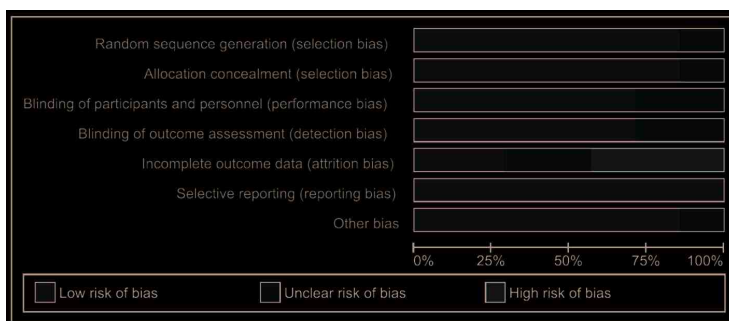 Random sequence generation (selection bias)
Allocation concealment (selection bias)
Blinding of participants and personnel (performance bias)
Blinding of outcome assessment (detection bias)
Incomplete outcome data (attrition bias)
Selective reporting (reporting bias)
Other bias
0% 25% 50% 75% 100%
Low risk of bias Unclear risk of bias High risk of bias